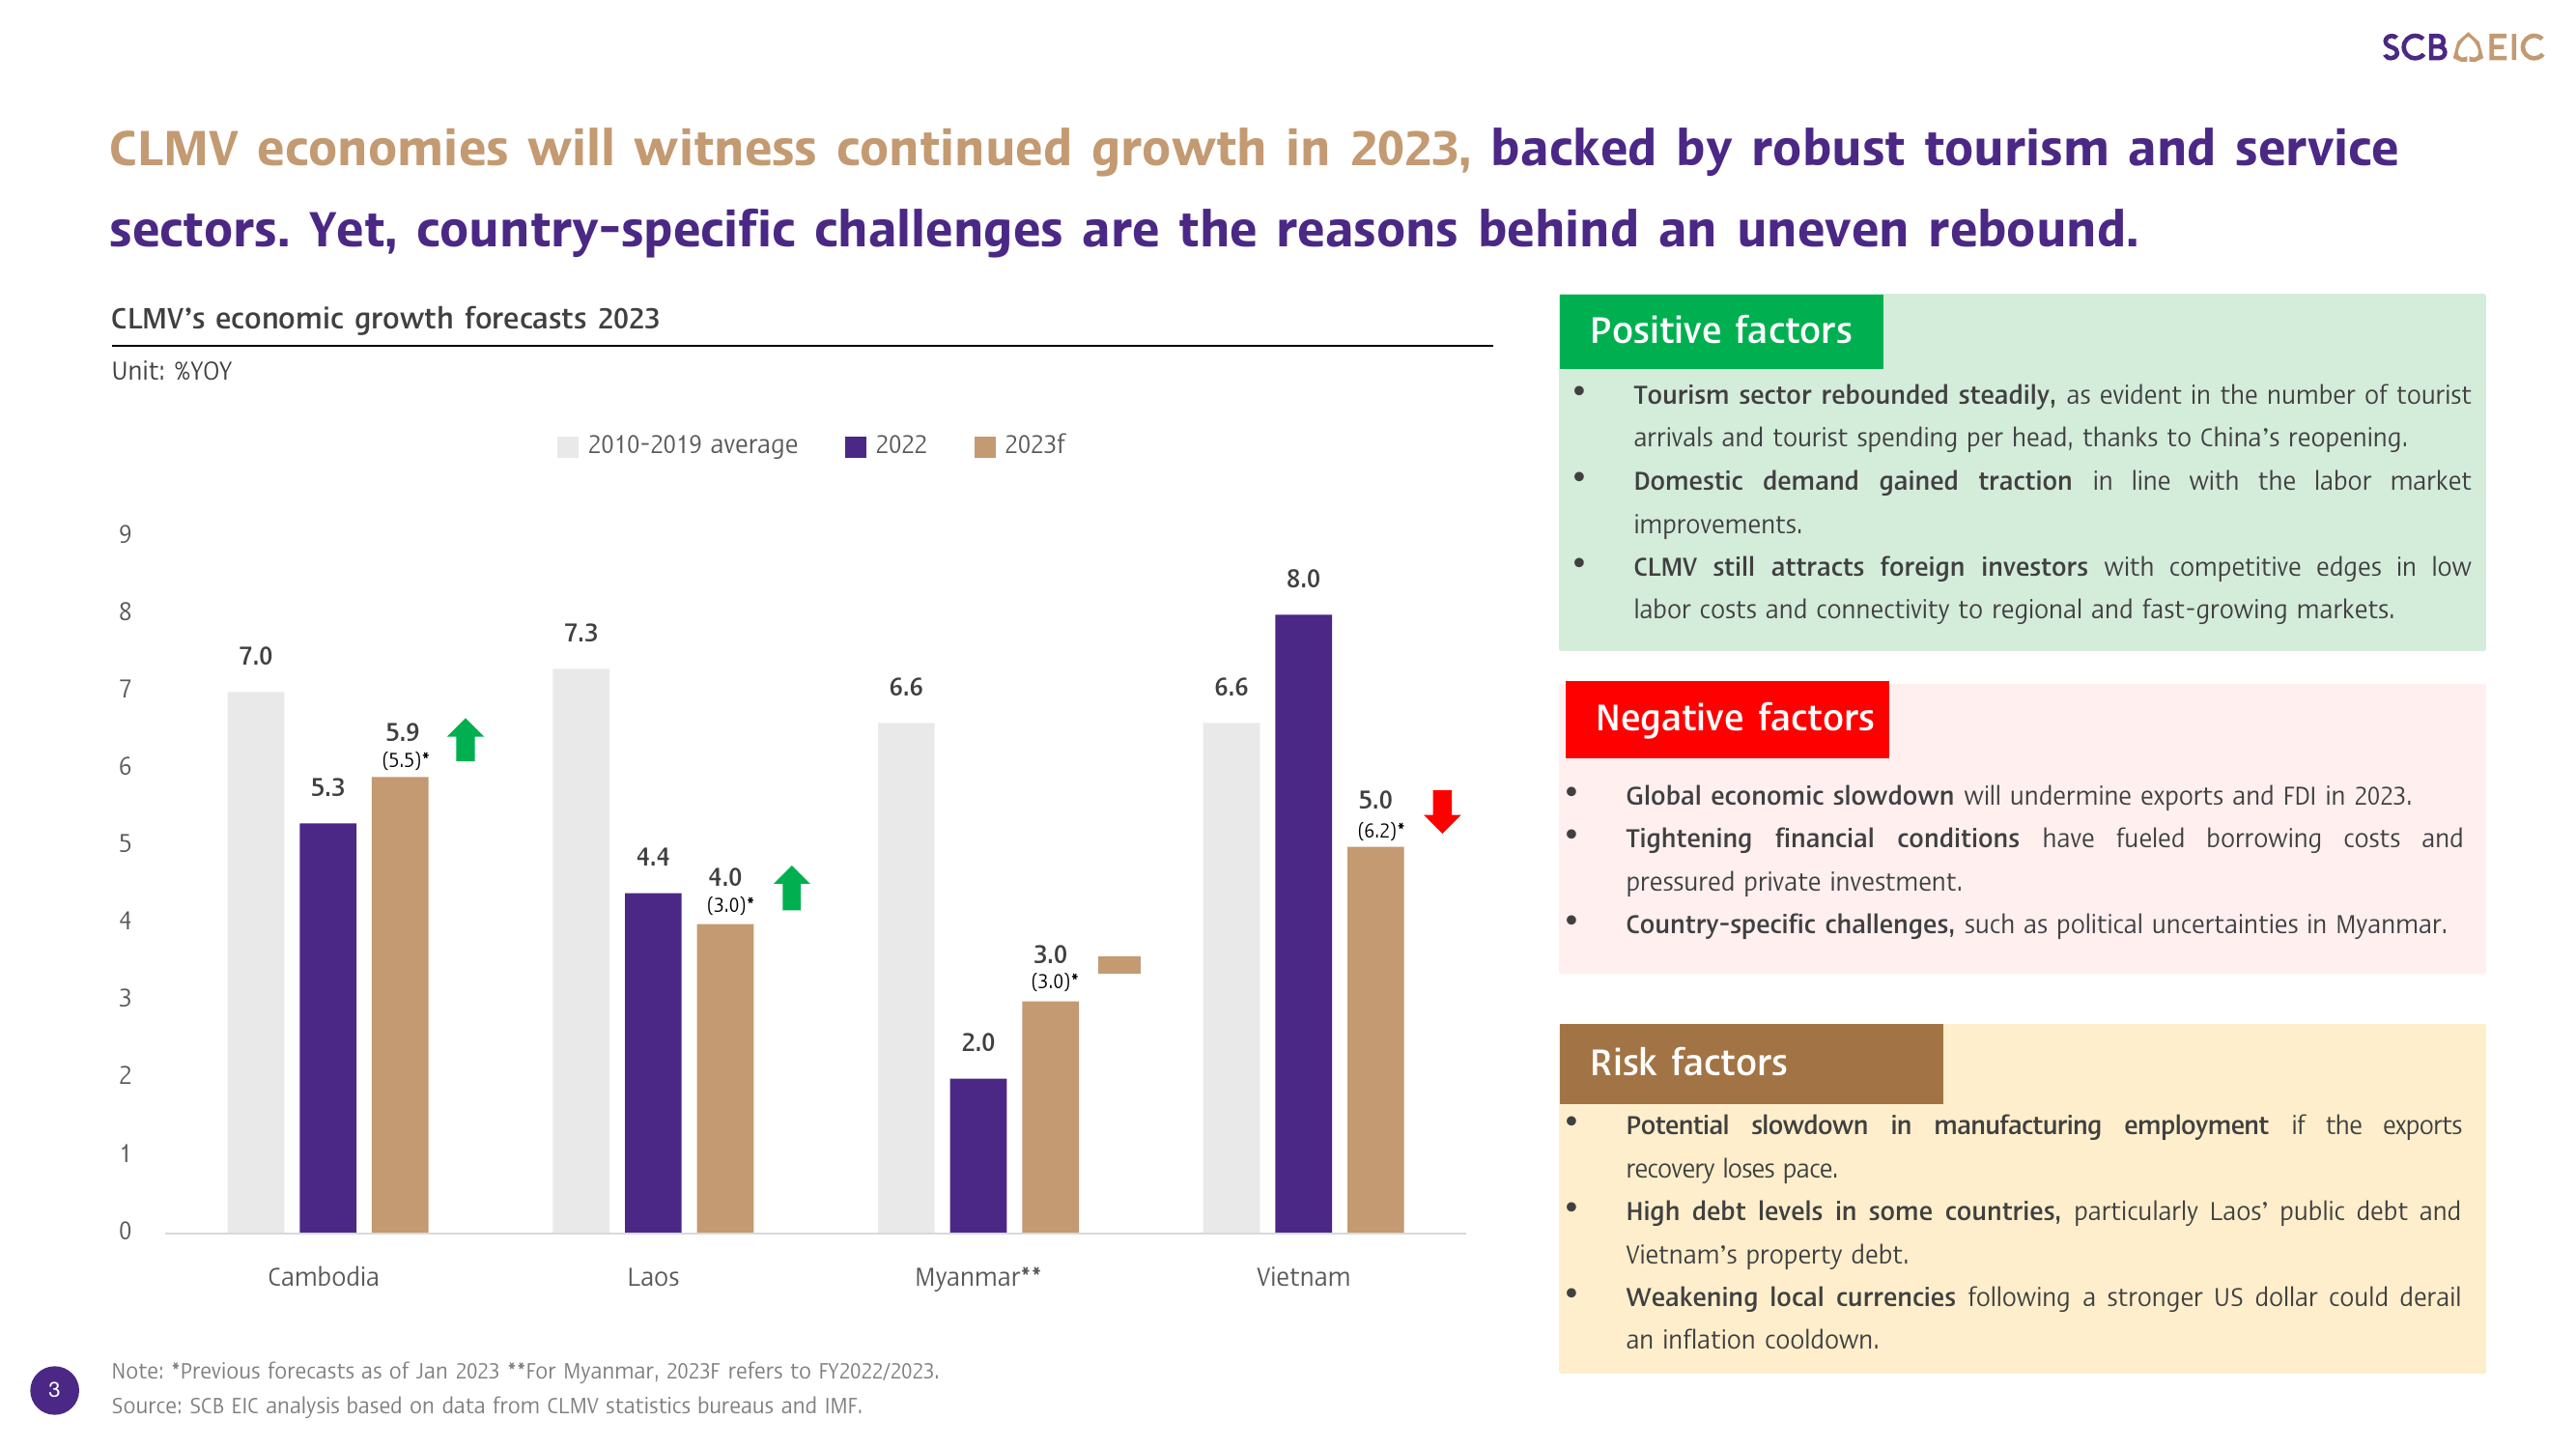 SCB EIC
CLMV economies will witness continued growth in 2023, backed by robust tourism and service
sectors. Yet, country-specific challenges are the reasons behind an uneven rebound.
CLMV’s economic growth forecasts 2023
Unit: %YOY
2010-2019 average 2022 2023f
9
8
7
6
5
4
3
2
1
0
7.0
5.3
5.9
(5.5)*
7.3
4.4
4.0
(3.0)*
6.6
2.0
3.0
(3.0)*
6.6
8.0
5.0
(6.2)*
Cambodia Laos Myanmar** Vietnam
Positive factors
• Tourism sector rebounded steadily, as evident in the number of tourist
arrivals and tourist spending per head, thanks to China’s reopening.
• Domestic demand gained traction in line with the labor market
improvements.
• CLMV still attracts foreign investors with competitive edges in low
labor costs and connectivity to regional and fast-growing markets.
Negative factors
• Global economic slowdown will undermine exports and FDI in 2023.
• Tightening financial conditions have fueled borrowing costs and
pressured private investment.
• Country-specific challenges, such as political uncertainties in Myanmar.
Risk factors
• Potential slowdown in manufacturing employment if the exports
recovery loses pace.
• High debt levels in some countries, particularly Laos’ public debt and
Vietnam’s property debt.
• Weakening local currencies following a stronger US dollar could derail
an inflation cooldown.
Note: *Previous forecasts as of Jan 2023 **For Myanmar, 2023F refers to FY2022/2023.
Source: SCB EIC analysis based on data from CLMV statistics bureaus and IMF.
3